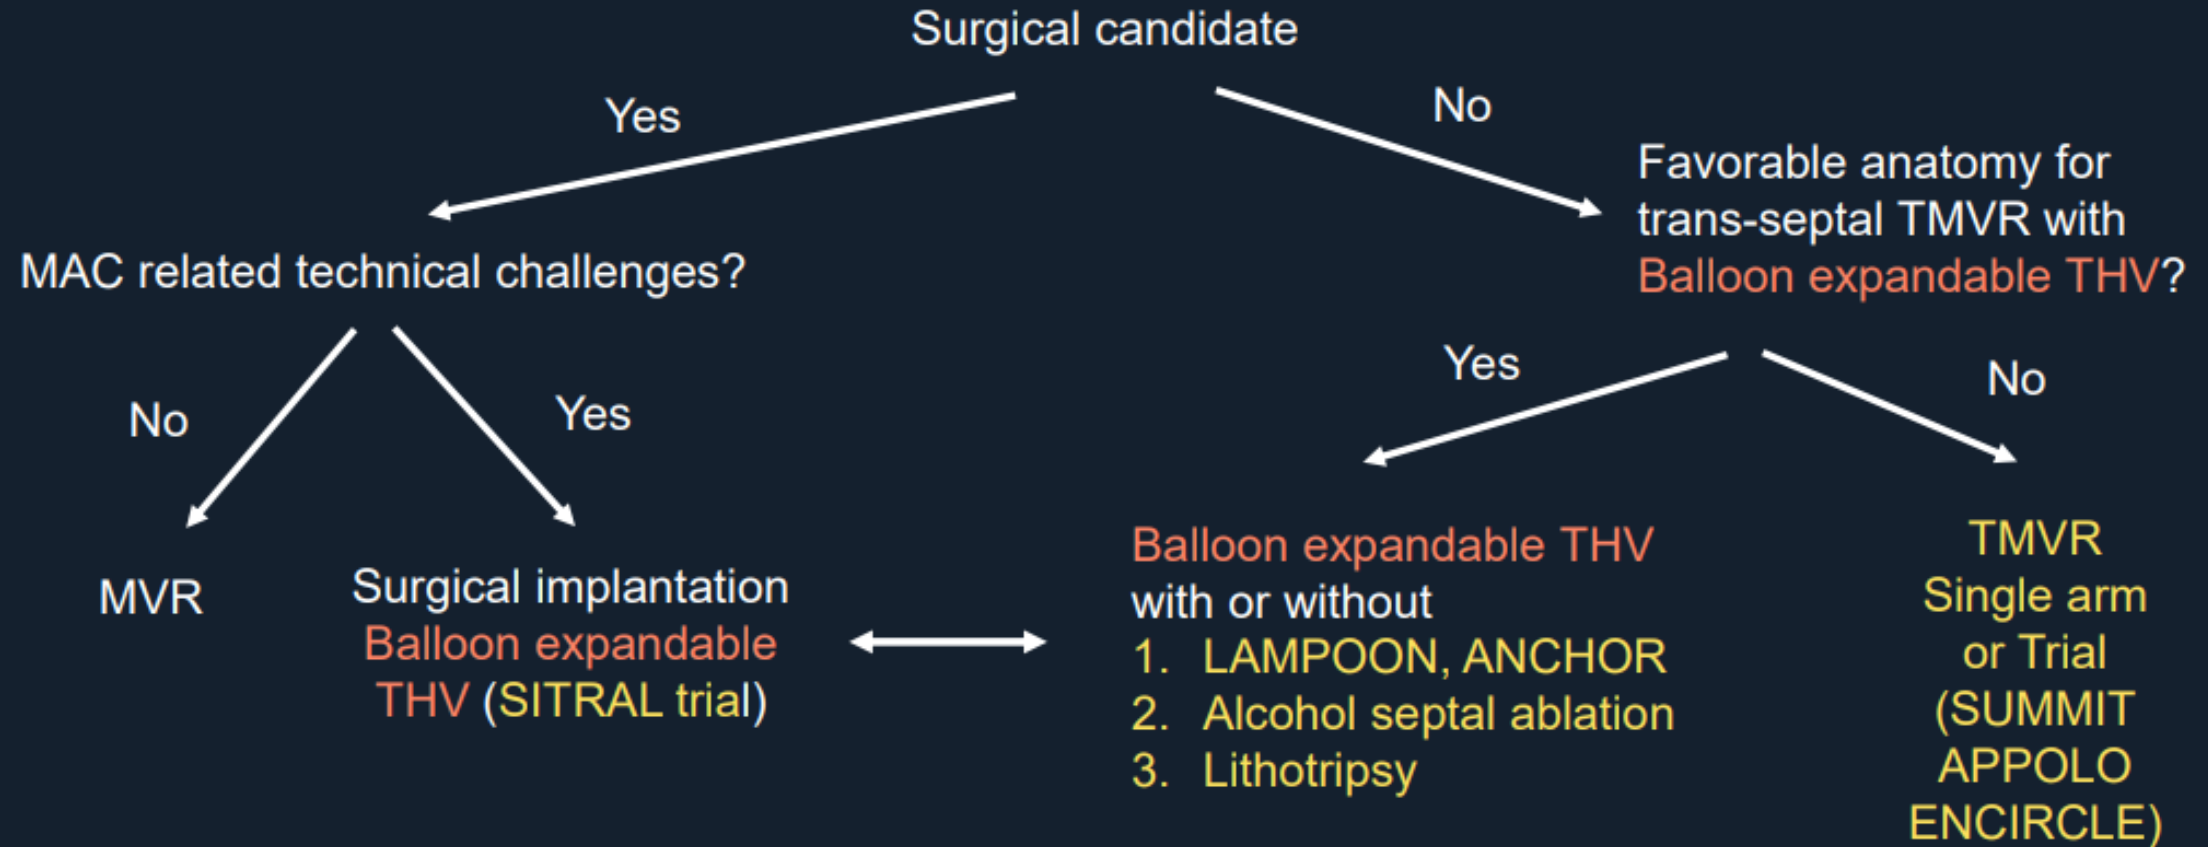 Surgical candidate
Yes
No
Favorable anatomy for
trans-septal TMVR with
Balloon expandable THV?
MAC related technical challenges?
No
Yes
Yes
No
MVR
Surgical implantation
Balloon expandable
THV (SITRAL trial)
Balloon expandable THV
with or without
1. LAMPOON, ANCHOR
2. Alcohol septal ablation
3. Lithotripsy
TMVR
Single arm
or Trial
(SUMMIT
APPOLO
ENCIRCLE)